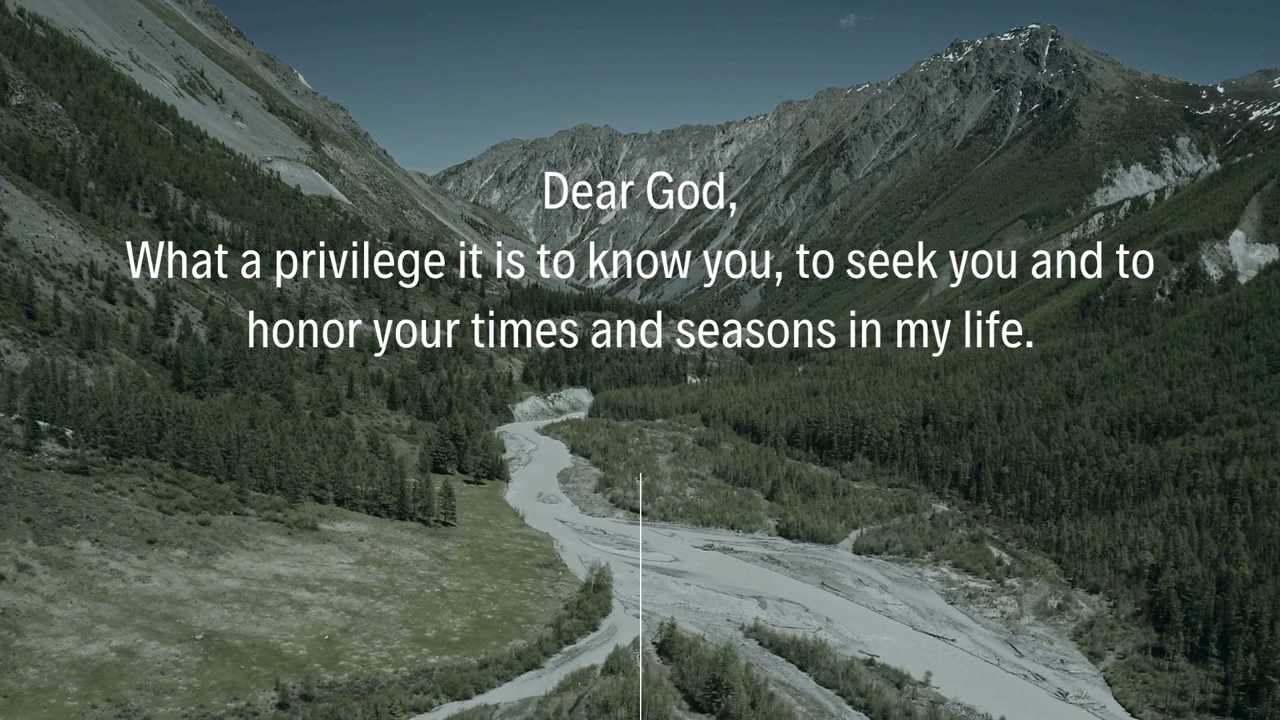 Dear God,
What a privilege it is to know you, to seek you and to
honor your times and seasons in my life.